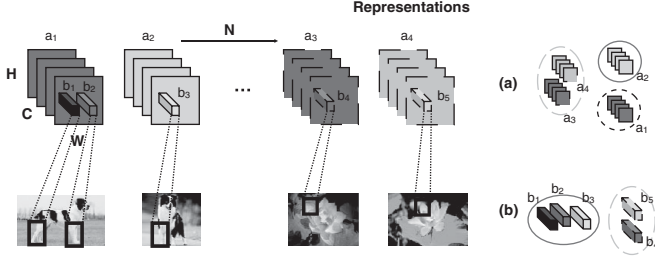 Representations
N
a1
a2
a3
a4
H
b1
b2
b3
...
b4
b5
C
W
(a)
a4
a3
a2
a1
(b)
b1
b2
b3
b5